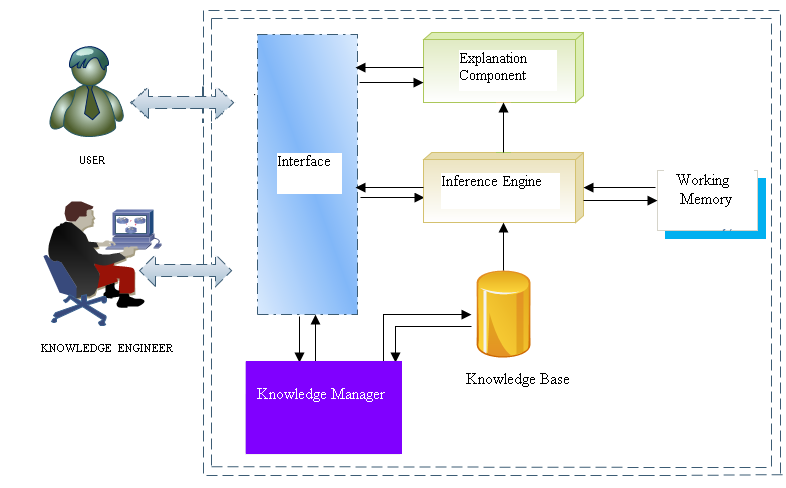 Explanation
Component
USER
Interface
Inference Engine
Working
Memory
KNOWLEDGE ENGINEER
Knowledge Base
Knowledge Manager